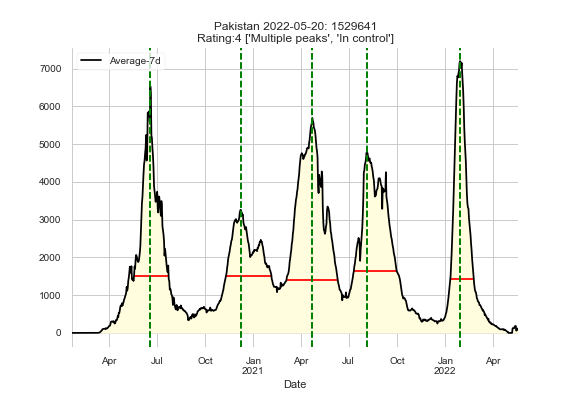 Pakistan 2022-05-20: 1529641
Rating:4 ['Multiple peaks', 'In control']
Average-7d
7000
6000
5000
4000
3000
2000
1000
0
Apr Jul Oct Jan Apr Jul Oct Jan Apr
2021 2022
Date